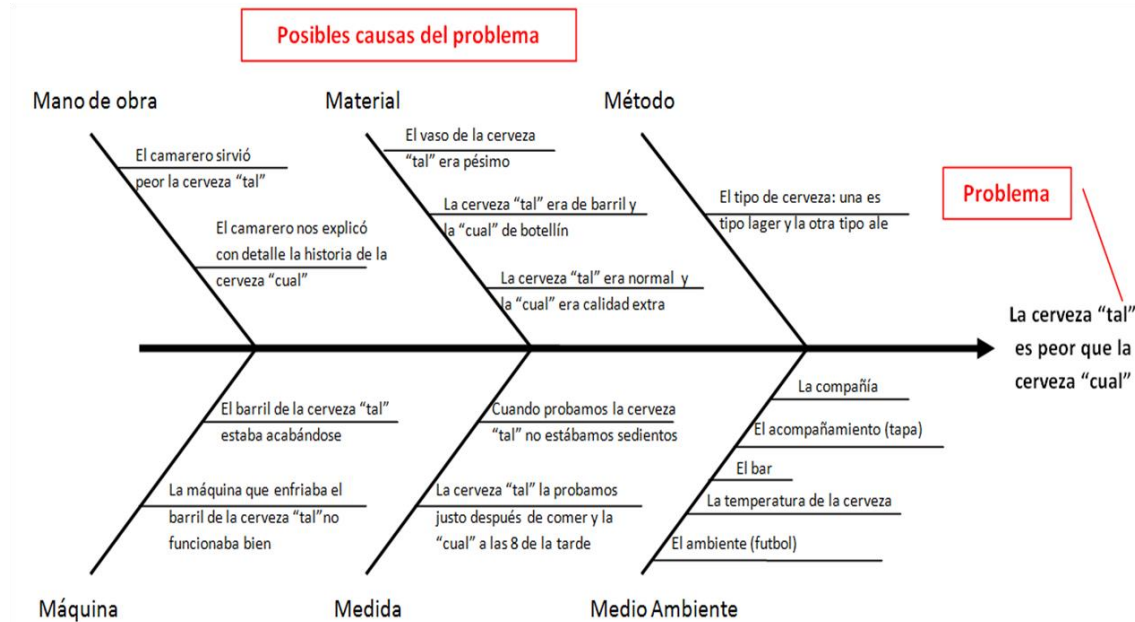 Posibles causas del problema
Mano de obra
Material
Método
El camarero sirvió
peor la cerveza “tal”
El camarero nos explicó
con detalle la historia de la
cerveza “cual”
El vaso de la cerveza
“tal” era pésimo
La cerveza “tal” era de barril y
la “cual” de botellín
La cerveza “tal” era normal y
la “cual” era calidad extra
El tipo de cerveza: una es
tipo lager y la otra tipo ale
Problema
La cerveza “tal”
es peor que la
cerveza “cual”
El barril de la cerveza “tal”
estaba acabándose
La máquina que enfriaba el
barril de la cerveza “tal”no
funcionaba bien
Cuando probamos la cerveza
“tal” no estábamos sedientos
La cerveza “tal” la probamos
justo después de comer y la
“cual” a las 8 de la tarde
La compañía
El acompañamiento (tapa)
El bar
La temperatura de la cerveza
El ambiente (futbol)
Máquina
Medida
Medio Ambiente